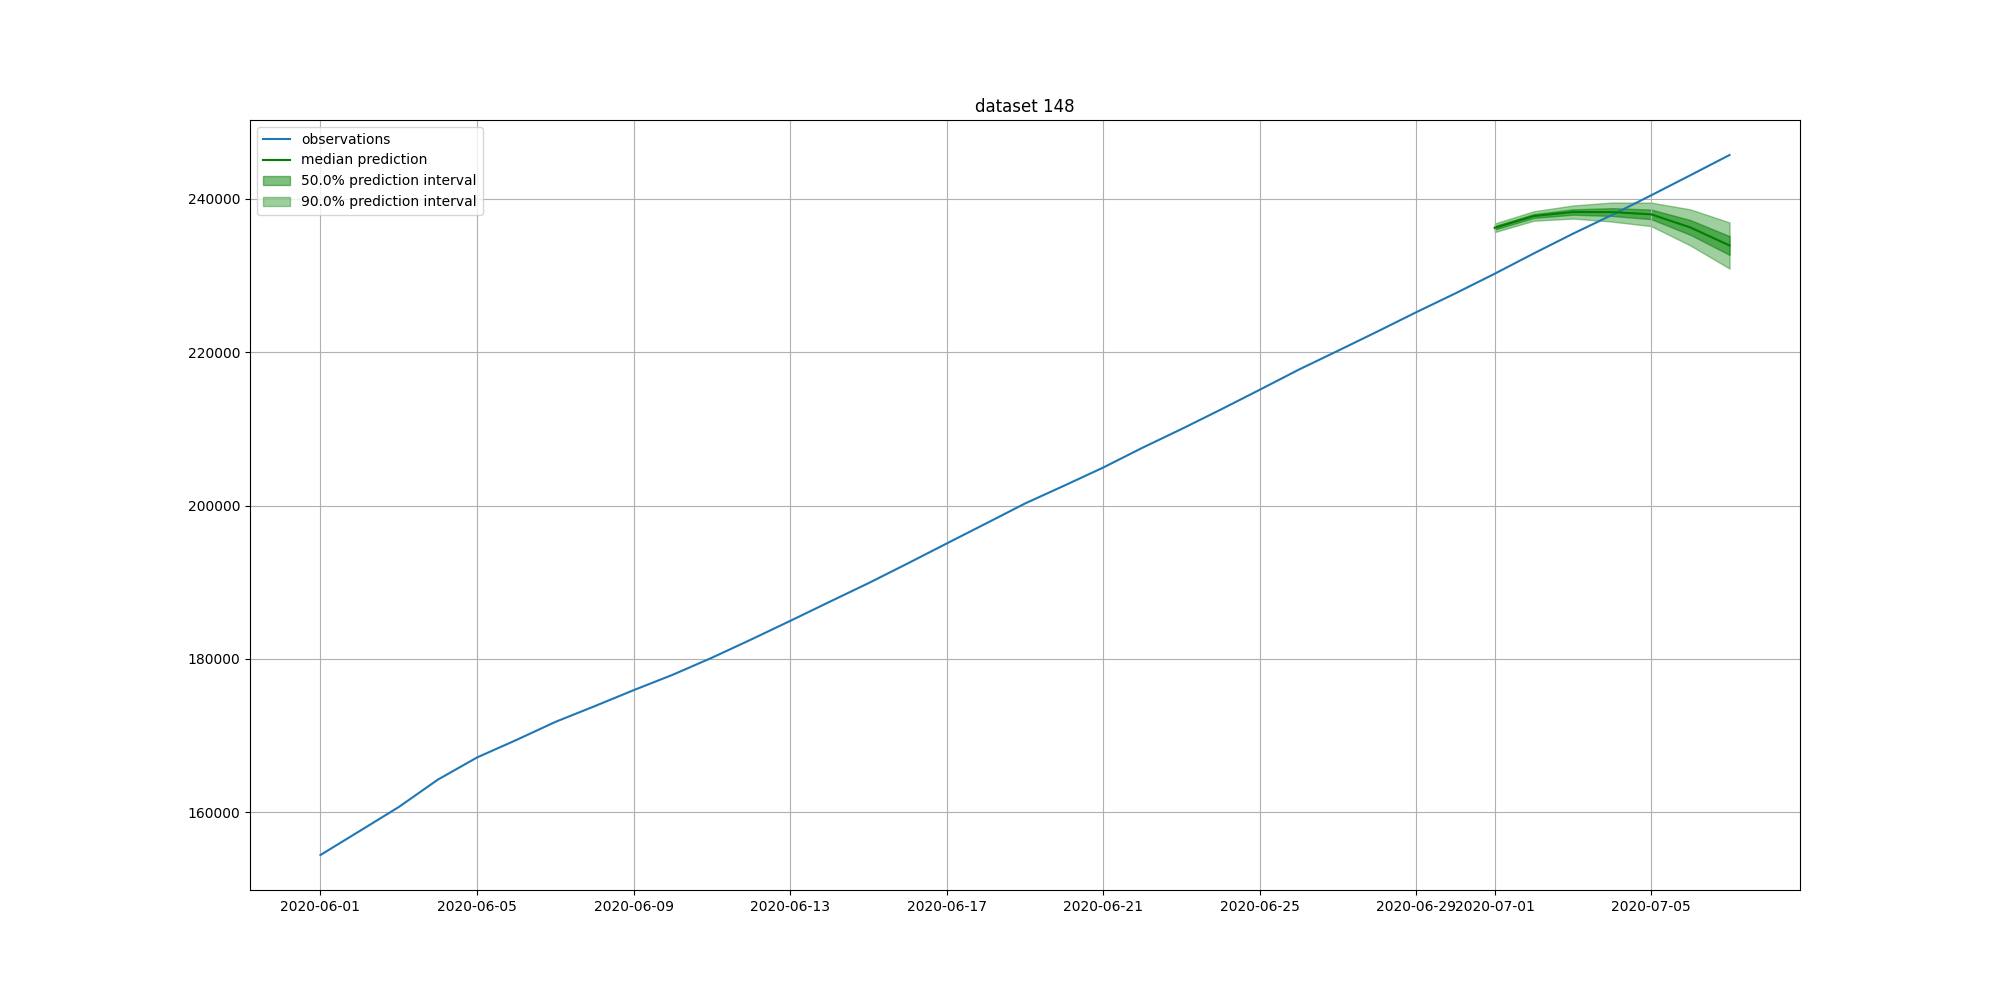 dataset 148
observations
median prediction
50.0% prediction interval
90.0% prediction interval
240000
220000
200000
180000
160000
2020-06-01 2020-06-05 2020-06-09 2020-06-13 2020-06-17 2020-06-21 2020-06-25 2020-06-29 2020-07-01 2020-07-05